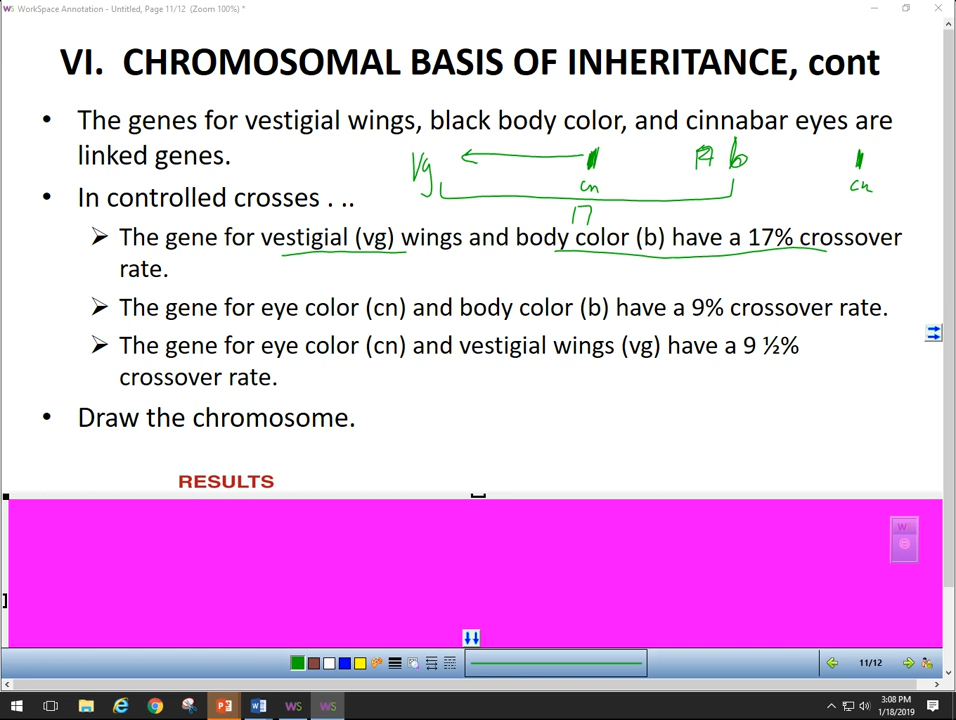 WorkSpace Annotation - Untitled, Page 11/12 (Zoom 100%) *
VI. CHROMOSOMAL BASIS OF INHERITANCE, cont
• The genes for vestigial wings, black body color, and cinnabar eyes are
linked genes.
vg
b
cn
cn
• In controlled crosses . ..
17
➢ The gene for vestigial (vg) wings and body color (b) have a 17% crossover
rate.
➢ The gene for eye color (cn) and body color (b) have a 9% crossover rate.
➢ The gene for eye color (cn) and vestigial wings (vg) have a 9 ½%
crossover rate.
• Draw the chromosome.
RESULTS
11/12
3:08 PM
1/18/2019